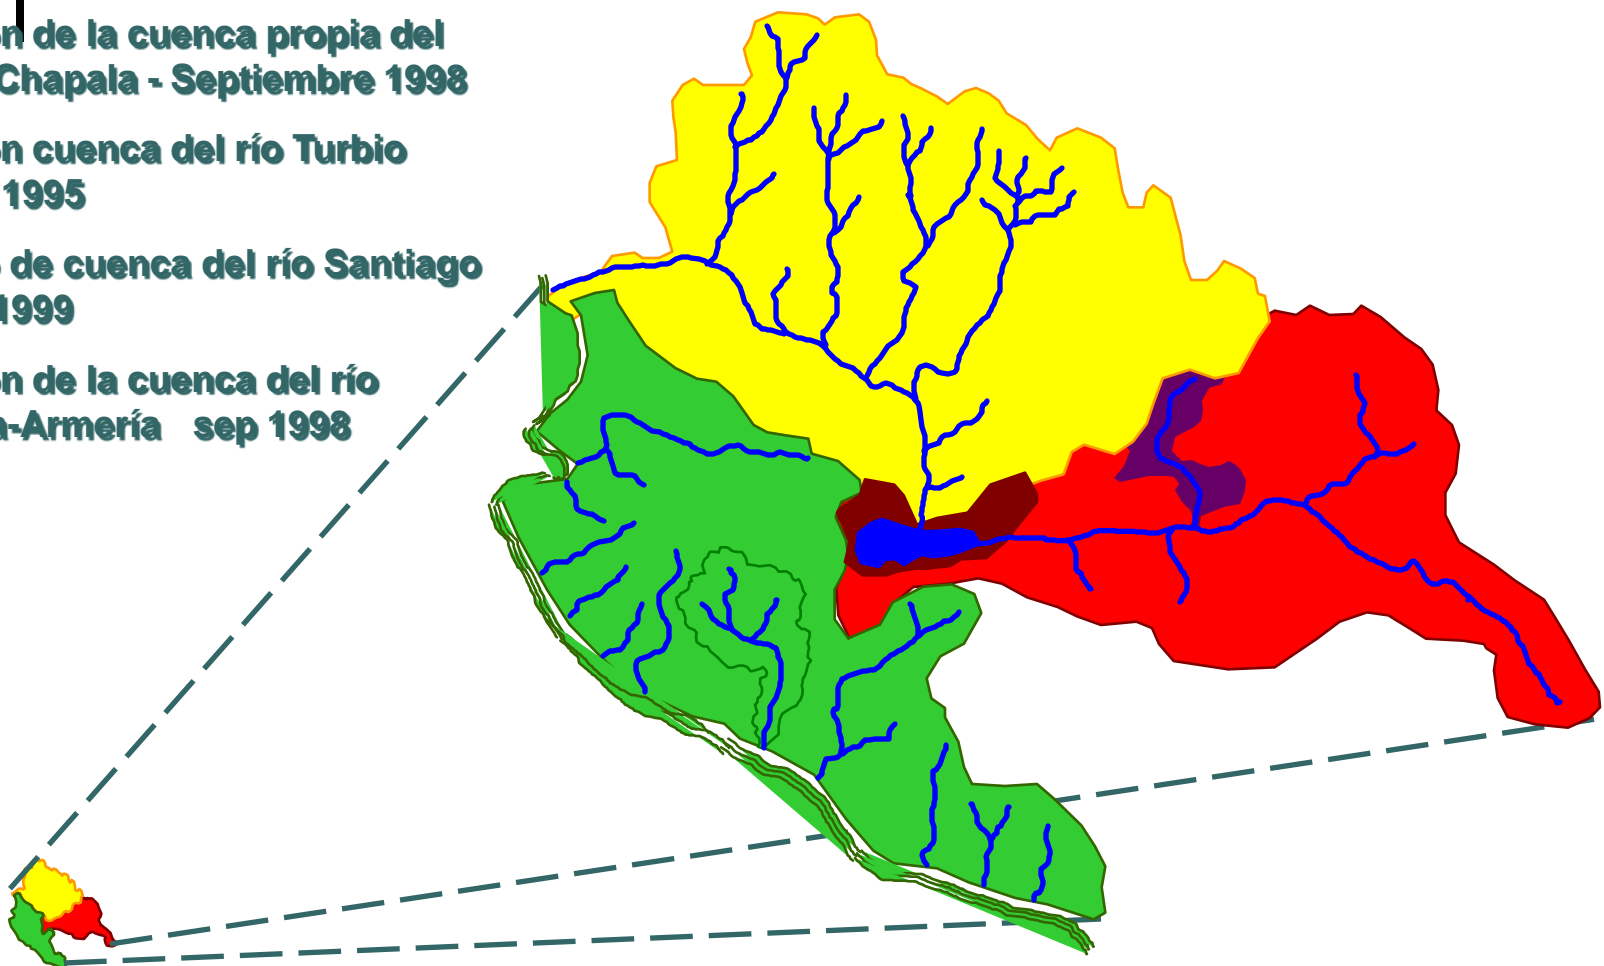 n de la cuenca propia del
Chapala - Septiembre 1998
n cuenca del río Turbio
1995
de cuenca del río Santiago
1999
n de la cuenca del río
a-Armería sep 1998